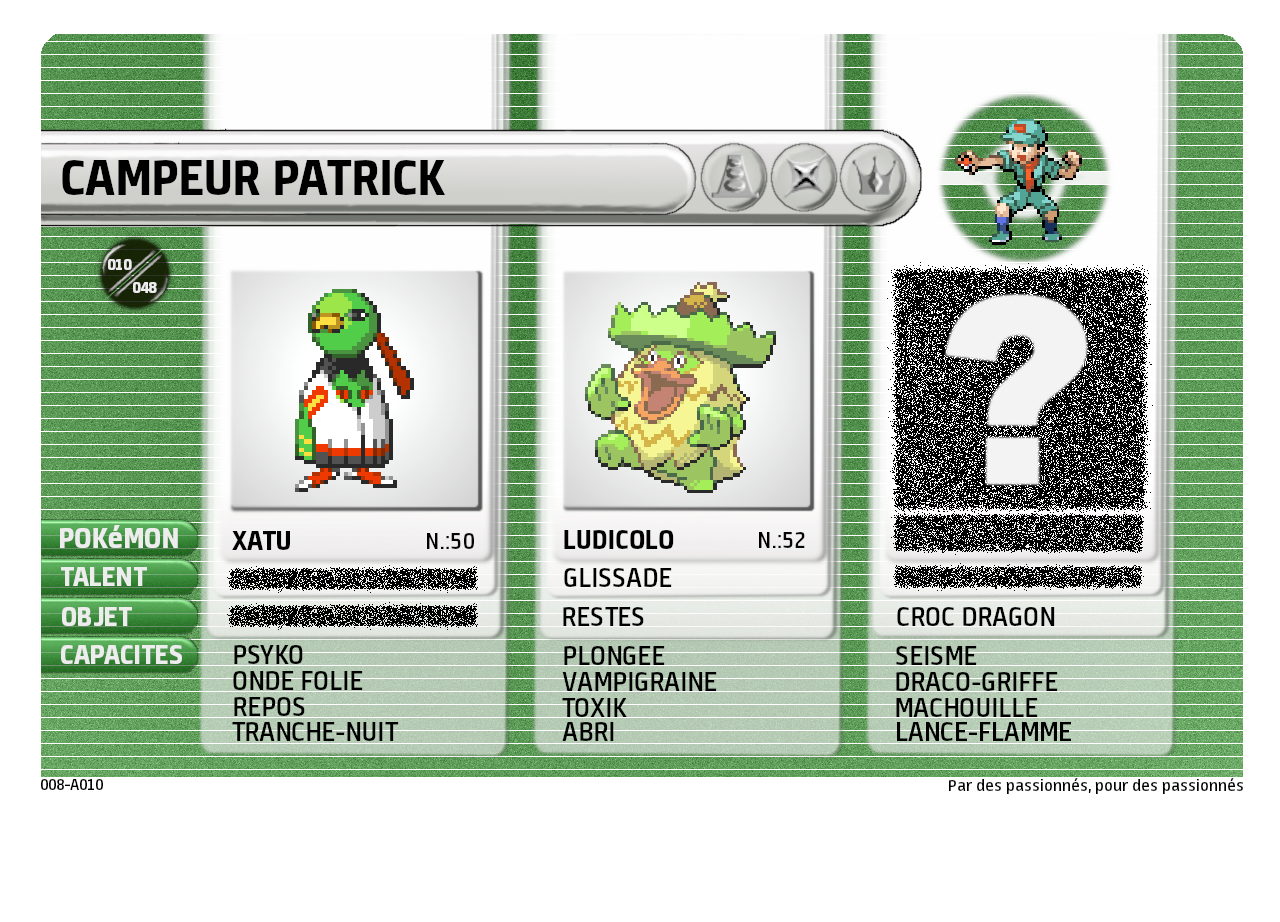 CAMPEUR PATRICK
010
048
?
POKéMON
XATU N.:50
LUDICOLO N.:52
TALENT
GLISSADE
OBJET
RESTES
CROC DRAGON
CAPACITES
PSYKO
ONDE FOLIE
REPOS
TRANCHE-NUIT
PLONGEE
VAMPIGRAINE
TOXIK
ABRI
SEISME
DRACO-GRIFFE
MACHOUILLE
LANCE-FLAMME
008-A010
Par des passionnés, pour des passionnés